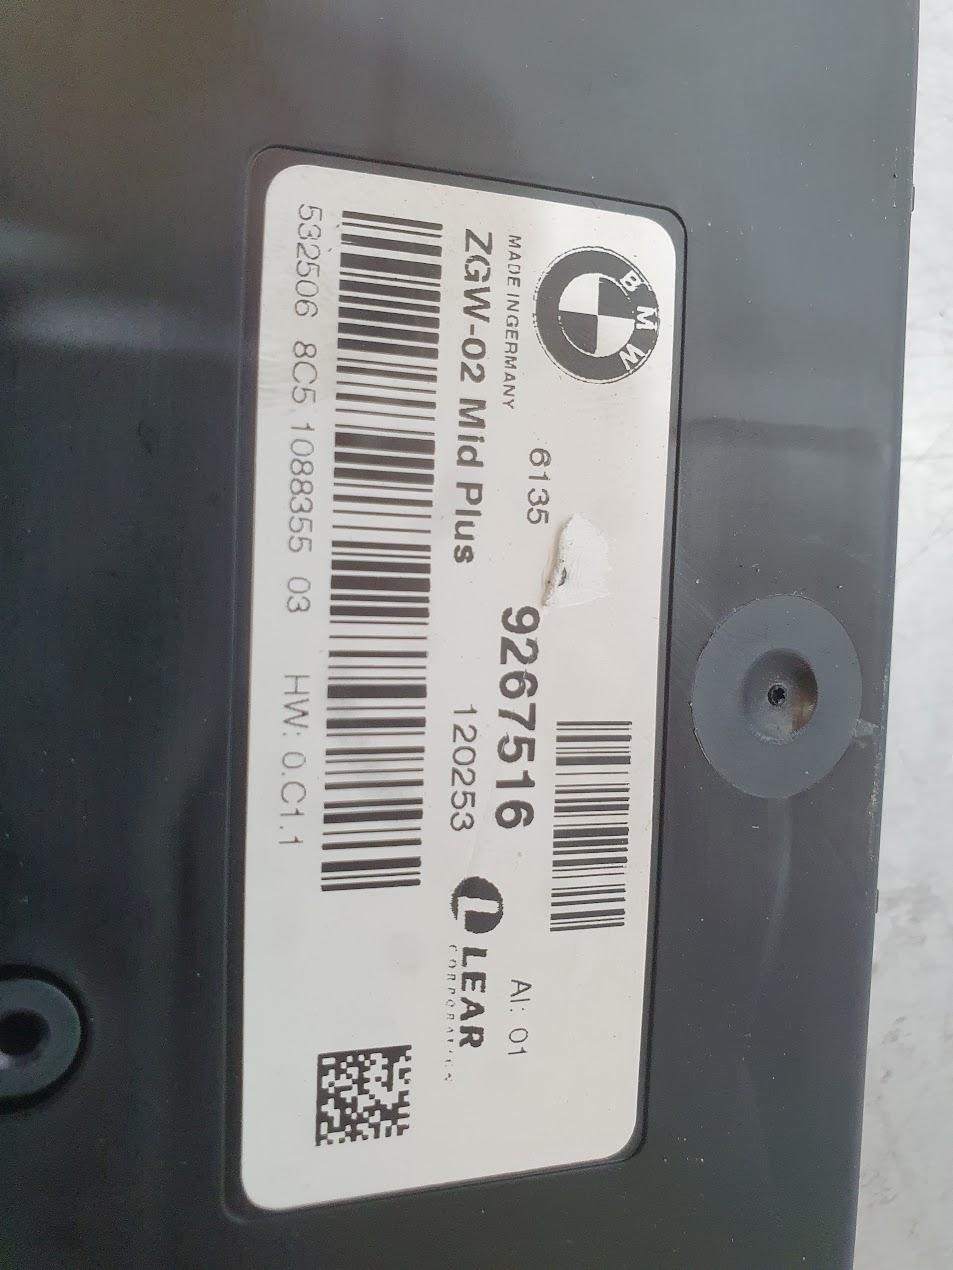 BMW
MADE IN GERMANY
6135 9267516 AI: 01
ZGW-02 Mid Plus 120253 LEAR
CORPORATION
532506 8C5 1088355 03 HW: 0.C1.1